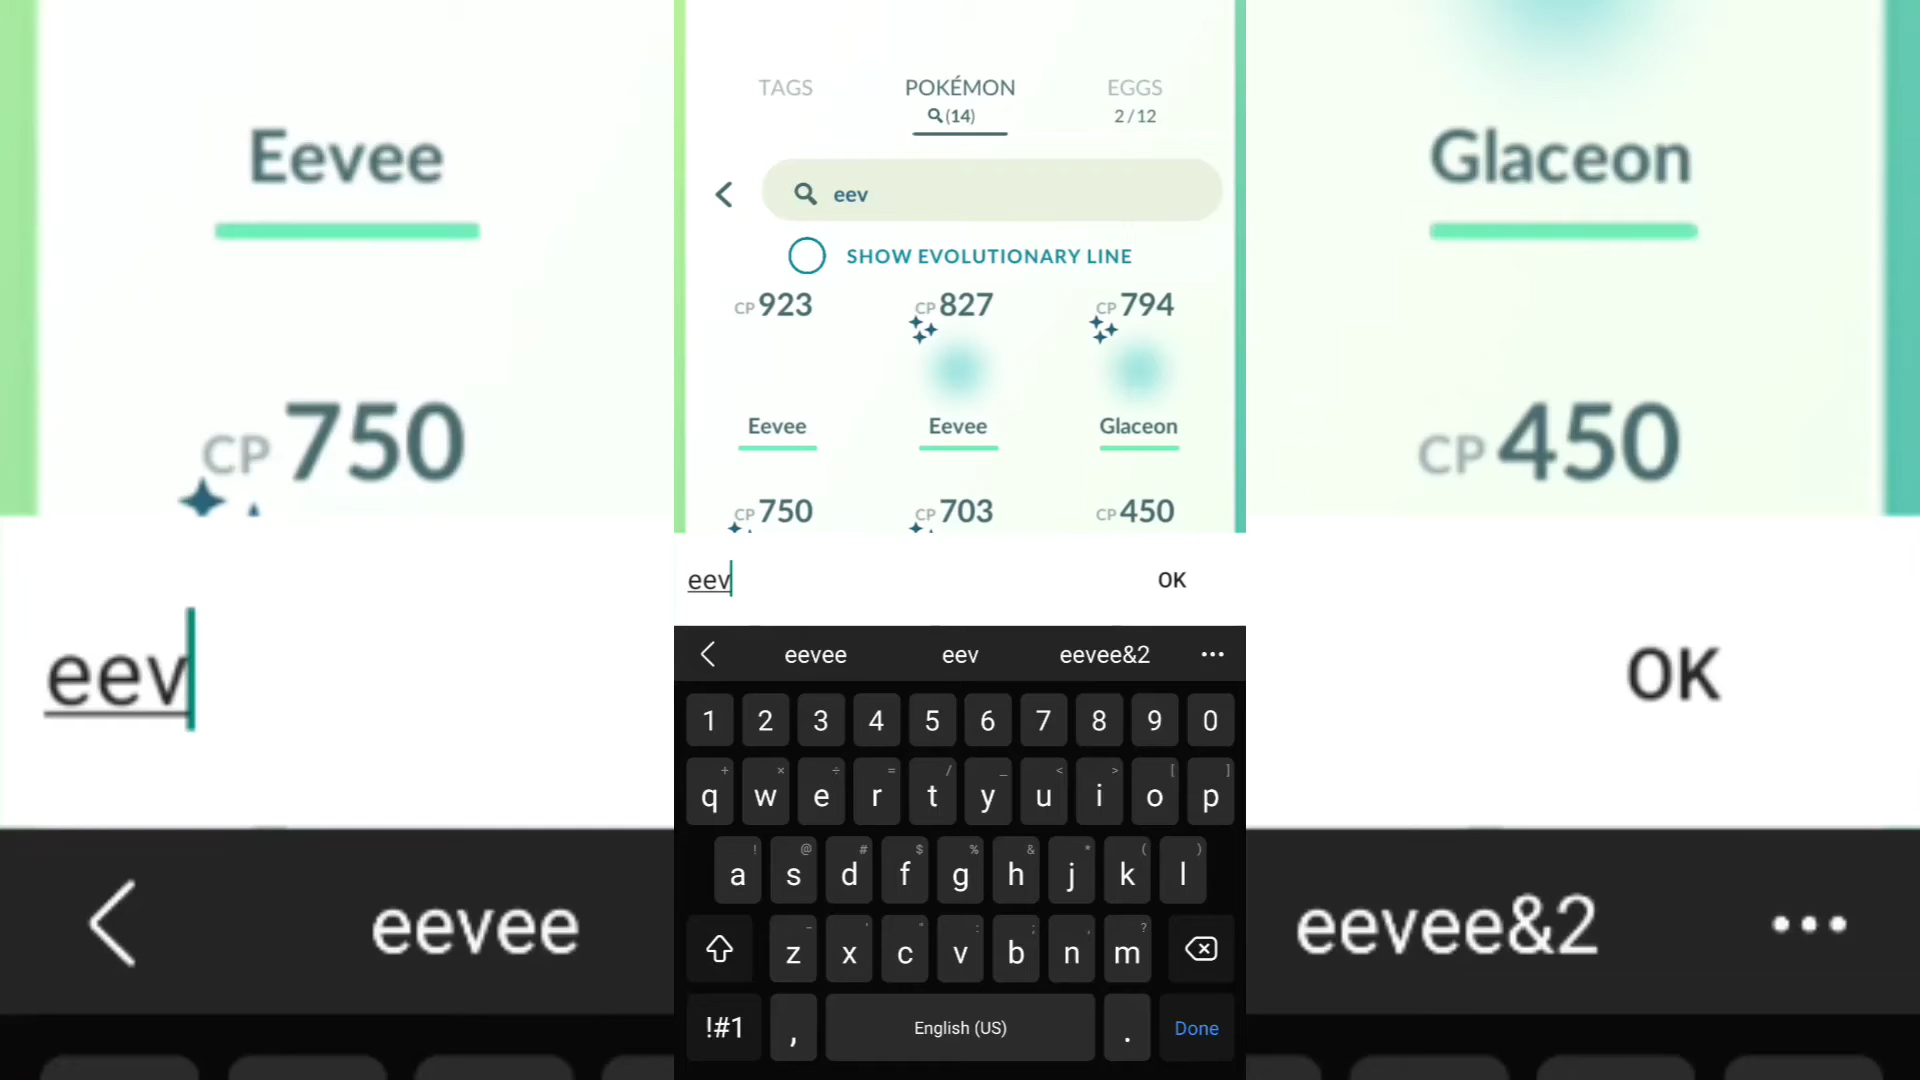 TAGS POKÉMON EGGS
(14) 2/12
eev
SHOW EVOLUTIONARY LINE
CP 923 CP 827 CP 794
Eevee Eevee Glaceon
CP 750 CP 703 CP 450
eev OK
eevee eev eevee&2 ...
1 2 3 4 5 6 7 8 9 0
+ × ÷ = / _ < > [ ]
q w e r t y u i o p
! @ # $ % & * ( )
a s d f g h j k l
- ' " : ; , ?
z x c v b n m
!#1 , English (US) . Done
Eevee
CP 750
eev
eevee
Glaceon
CP 450
OK
eevee&2 ...